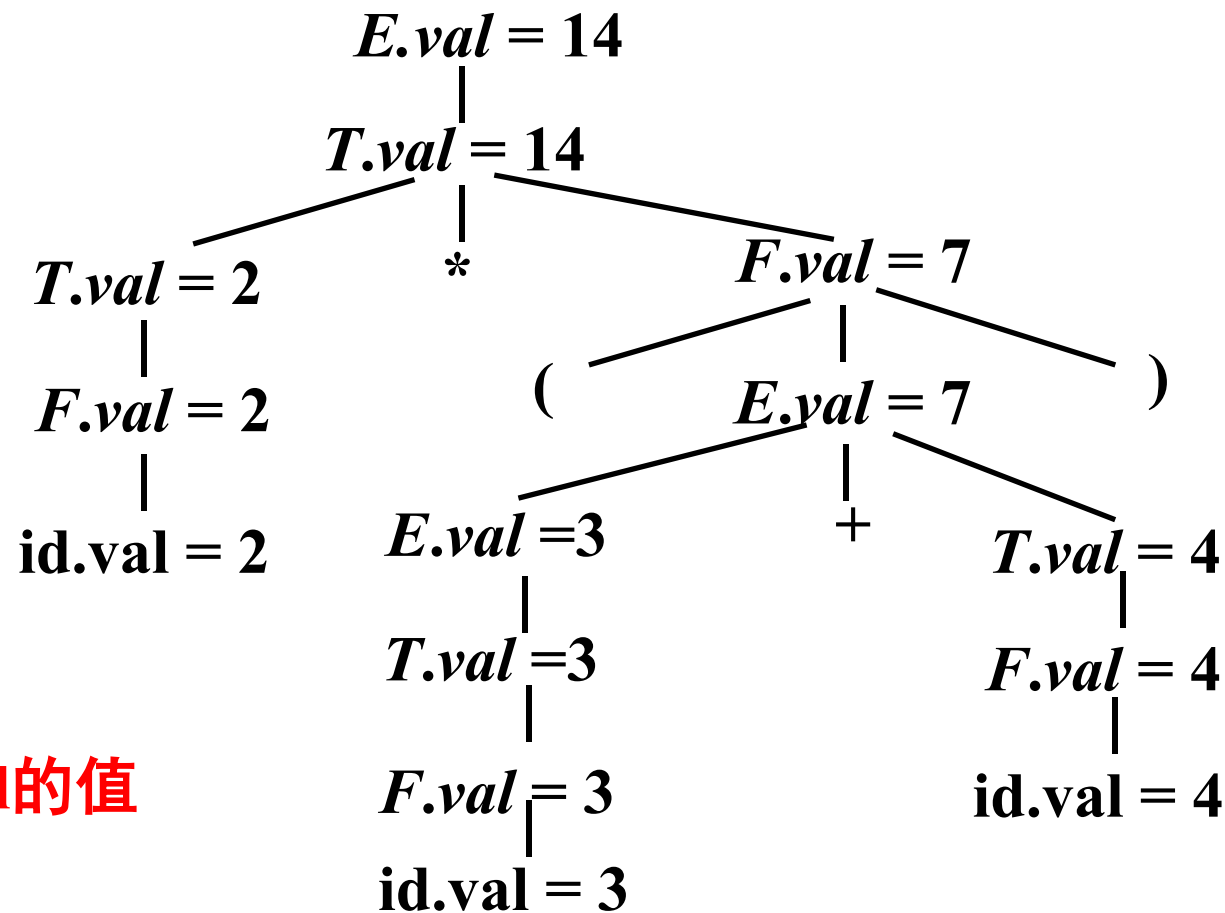 E.val = 14
T.val = 14
T.val = 2 * F.val = 7
F.val = 2 ( E.val = 7 )
id.val = 2 E.val =3 + T.val = 4
T.val =3 F.val = 4
的值 F.val = 3 id.val = 4
id.val = 3